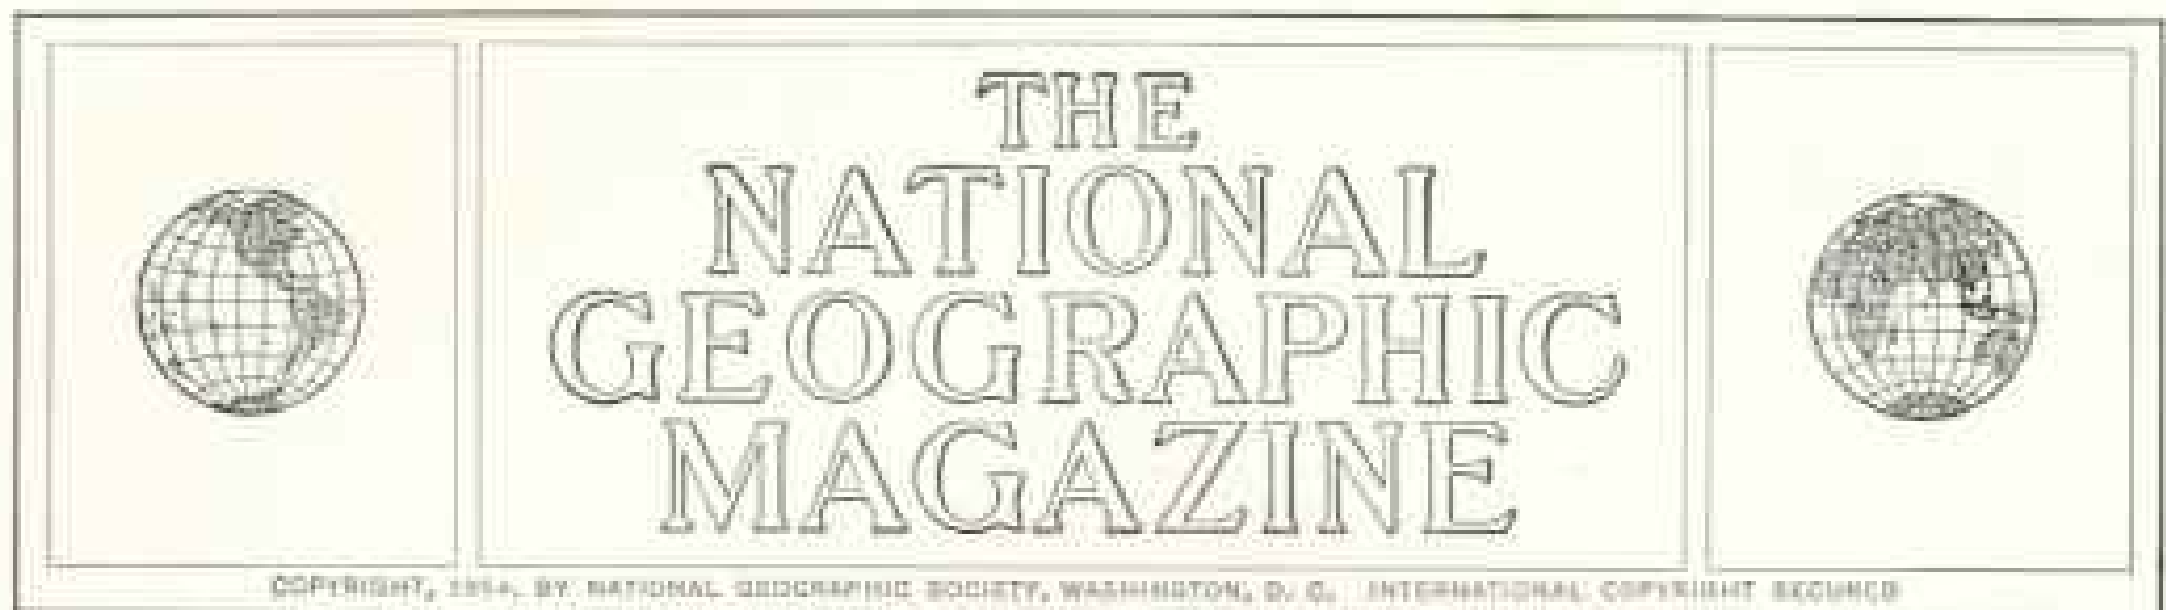 THE
NATIONAL
GEOGRAPHIC
MAGAZINE
COPYRIGHT, BY NATIONAL GEOGRAPHIC SOCIETY, WASHINGTON, D. C. INTERNATIONAL COPYRIGHT SECURED